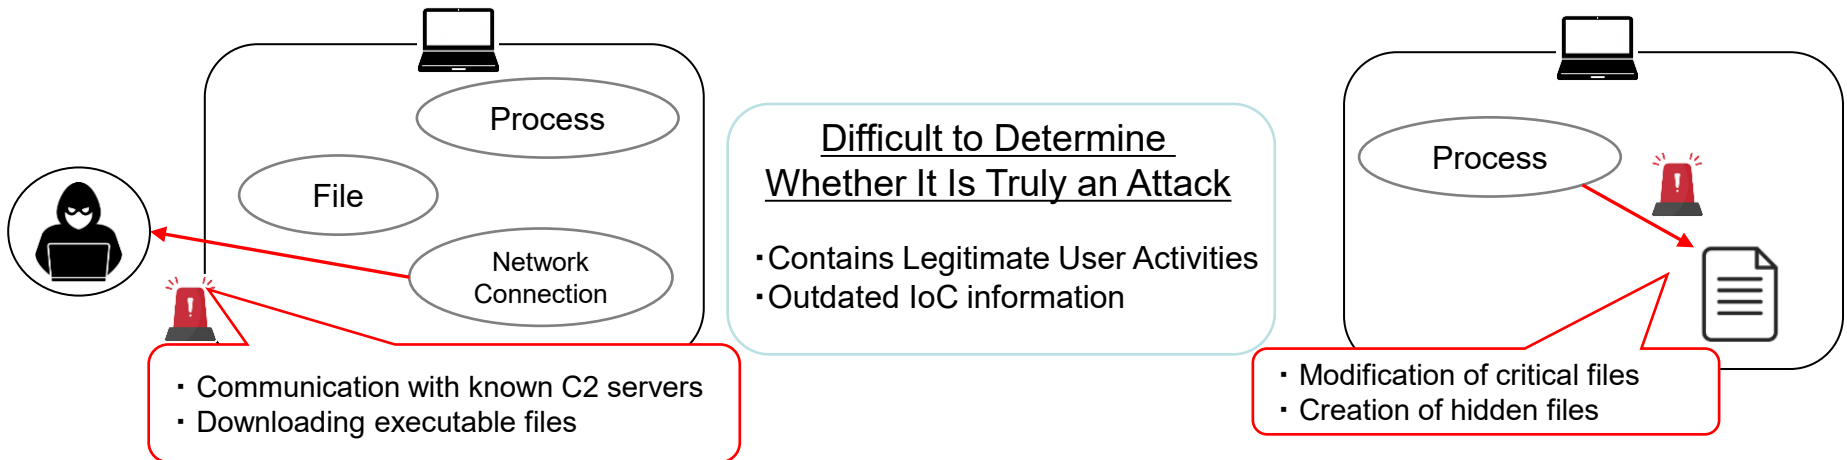 Process
File
Network
Connection
・Communication with known C2 servers
・Downloading executable files
Difficult to Determine
Whether It Is Truly an Attack
・Contains Legitimate User Activities
・Outdated IoC information
Process
・Modification of critical files
・Creation of hidden files